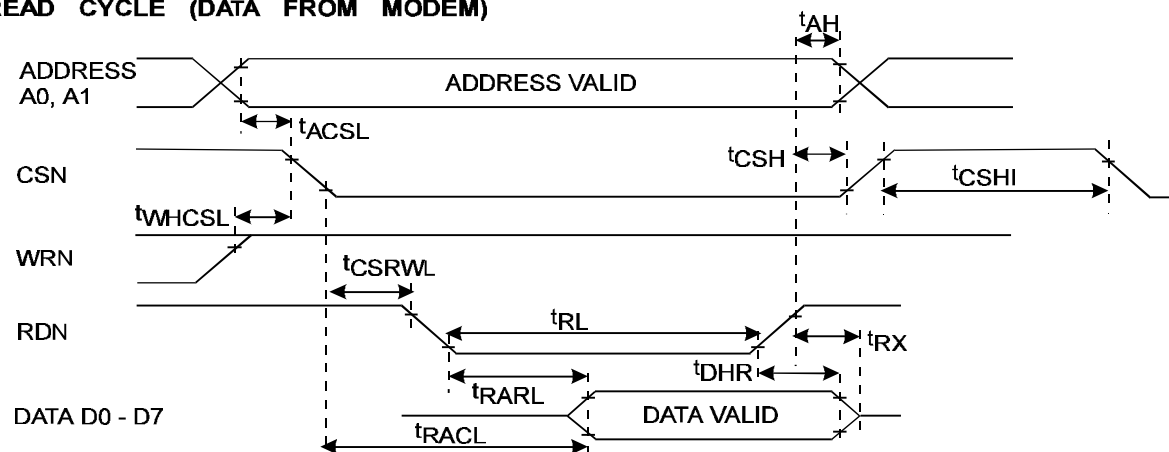 READ CYCLE (DATA FROM MODEM)
tAH
ADDRESS
A0, A1
ADDRESS VALID
tACSL
CSN
tCSH
tCSHI
tWHCSL
WRN
tCSRWL
RDN
tRL
tRX
tDHR
tRARL
DATA D0 - D7
DATA VALID
tRACL